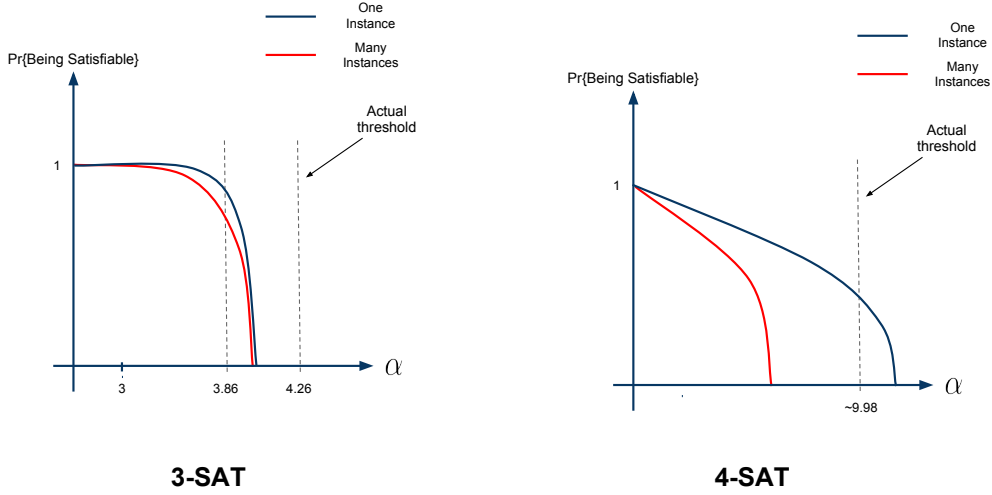 One
Instance
Many
Instances
Pr{Being Satisfiable}
Actual
threshold
1
α
3
3.86
4.26
3-SAT
One
Instance
Many
Instances
Pr{Being Satisfiable}
Actual
threshold
1
α
~9.98
4-SAT